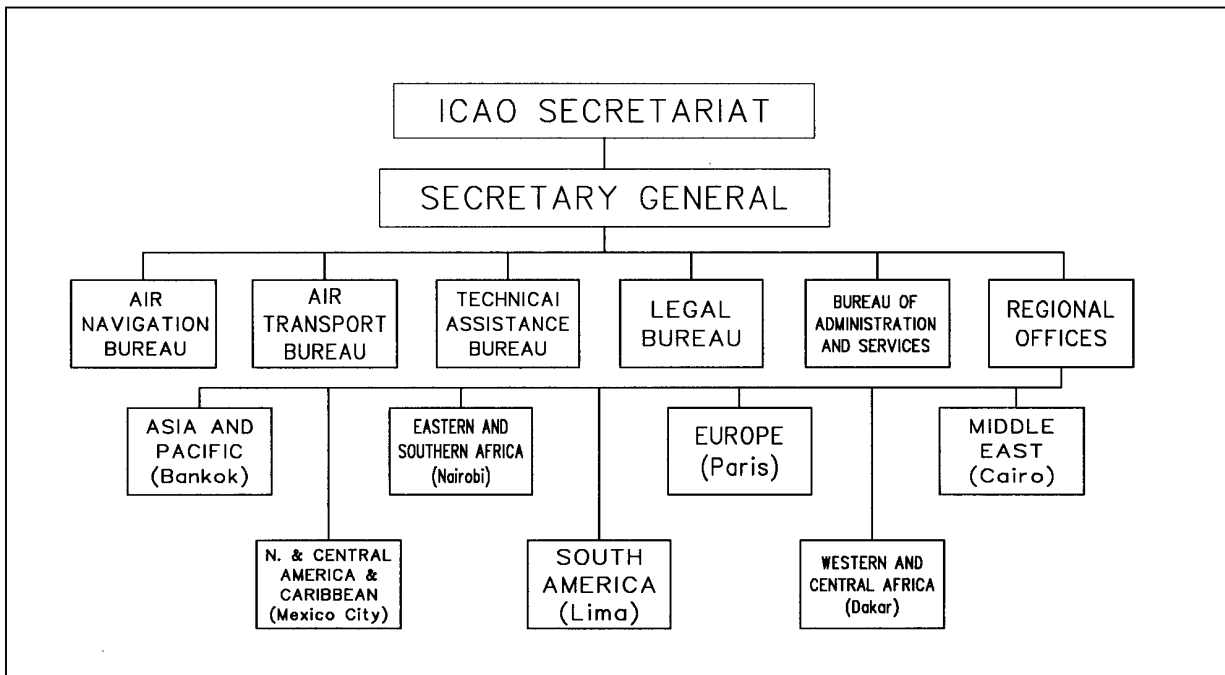 ICAO SECRETARIAT
SECRETARY GENERAL
AIR
NAVIGATION
BUREAU
AIR
TRANSPORT
BUREAU
TECHNICAl
ASSISTANCE
BUREAU
LEGAL
BUREAU
BUREAU OF
ADMINISTRATION
AND SERVICES
REGIONAL
OFFICES
ASIA AND
PACIFIC
(Bankok)
EASTERN AND
SOUTHERN AFRICA
(Nairobi)
EUROPE
(Paris)
MIDDLE
EAST
(Cairo)
N. & CENTRAL
AMERICA &
CARIBBEAN
(Mexico City)
SOUTH
AMERICA
(Lima)
WESTERN AND
CENTRAL AFRICA
(Dakar)